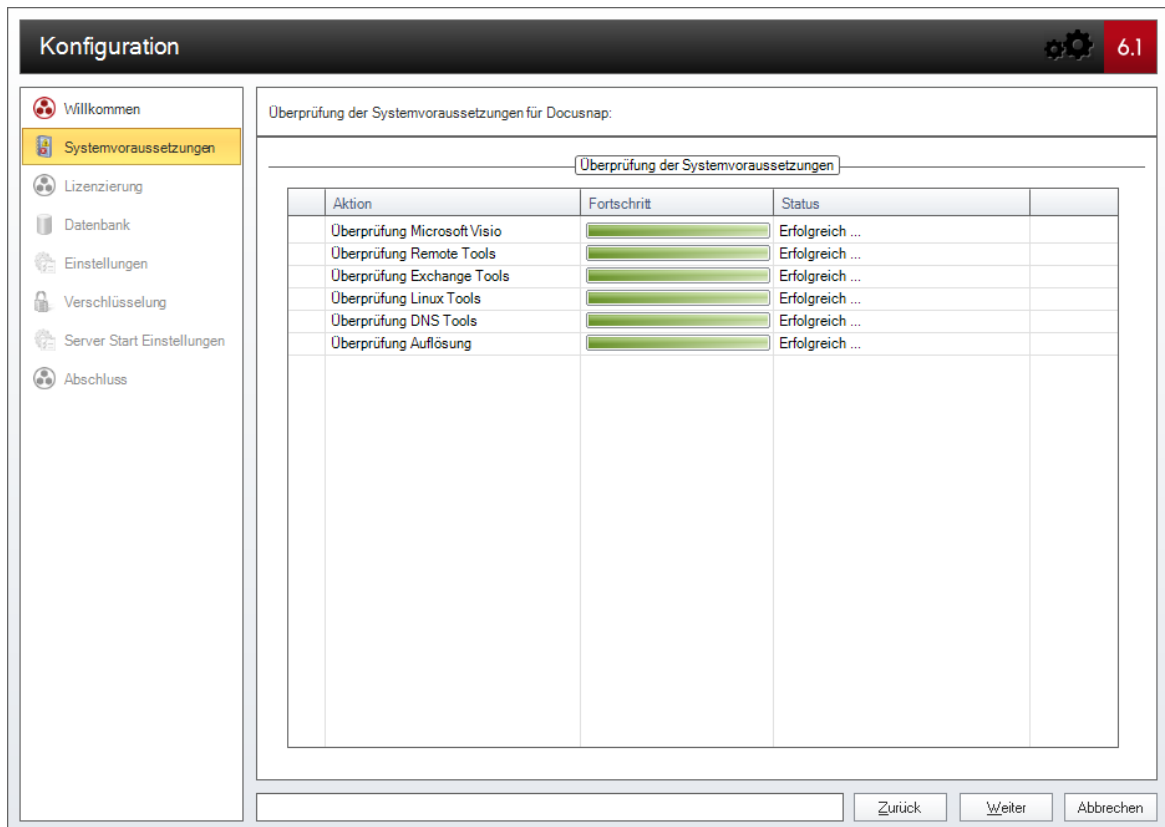 Konfiguration
6.1
Willkommen
Systemvoraussetzungen
Lizenzierung
Datenbank
Einstellungen
Verschlüsselung
Server Start Einstellungen
Abschluss
Überprüfung der Systemvoraussetzungen für Docusnap:
Überprüfung der Systemvoraussetzungen
Aktion Fortschritt Status
Überprüfung Microsoft Visio Erfolgreich ...
Überprüfung Remote Tools Erfolgreich ...
Überprüfung Exchange Tools Erfolgreich ...
Überprüfung Linux Tools Erfolgreich ...
Überprüfung DNS Tools Erfolgreich ...
Überprüfung Auflösung Erfolgreich ...
Zurück Weiter Abbrechen